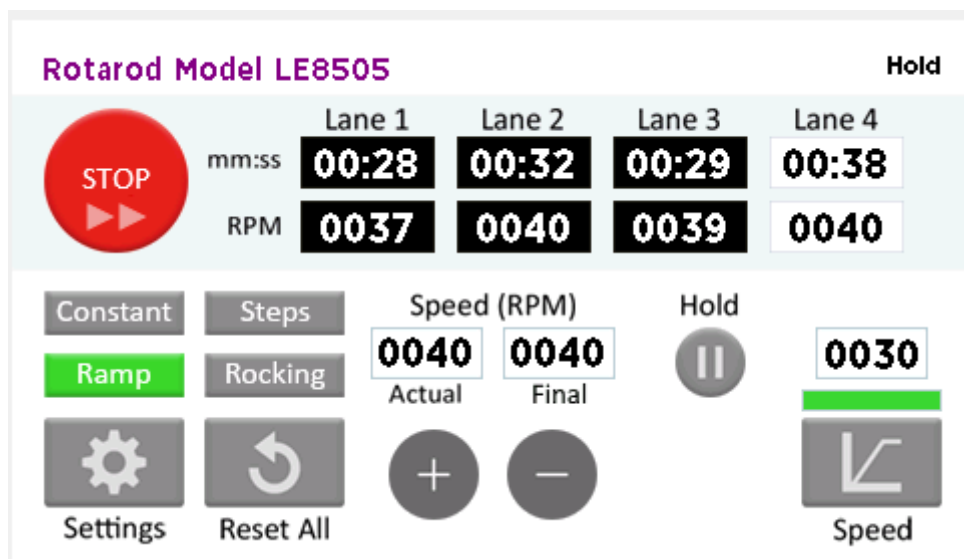 Rotarod Model LE8505 Hold
Lane 1 Lane 2 Lane 3 Lane 4
STOP mm:ss 00:28 00:32 00:29 00:38
RPM 0037 0040 0039 0040
Constant Steps Speed (RPM) Hold
0040 0040 0030
Ramp Rocking Actual Final
Settings Reset All Speed